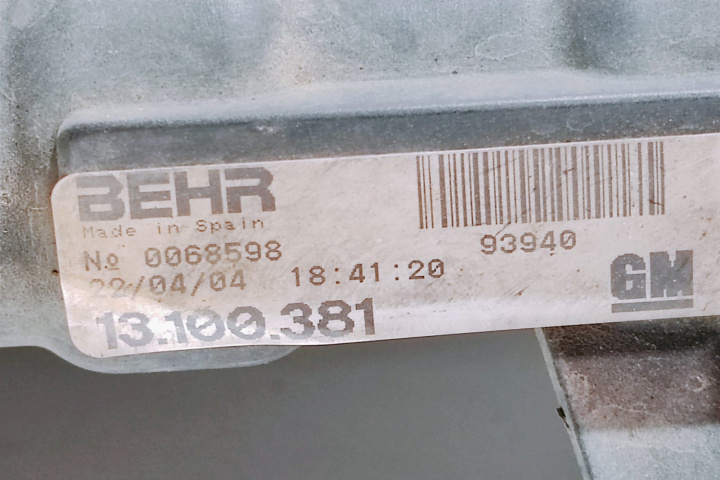 BEHR
Made in Spain
93940
Nº 0068598
22/04/04 18:41:20
GM
13.100.381